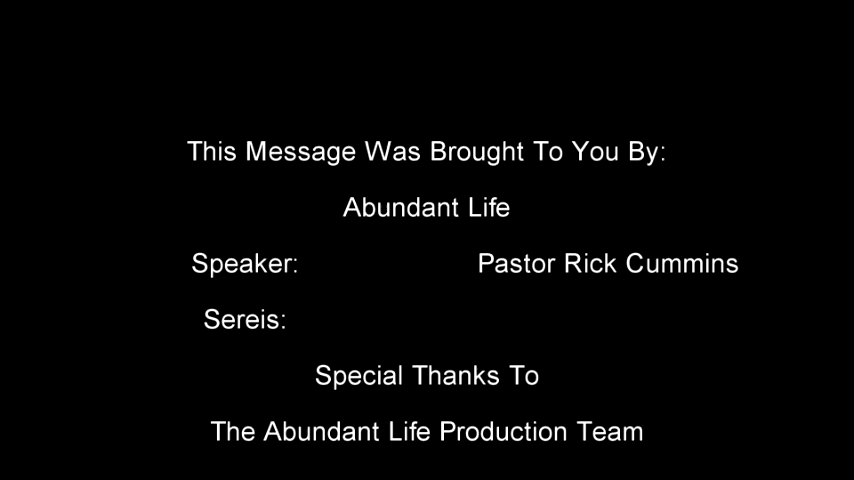 This Message Was Brought To You By:
Abundant Life
Speaker: Pastor Rick Cummins
Sereis:
Special Thanks To
The Abundant Life Production Team